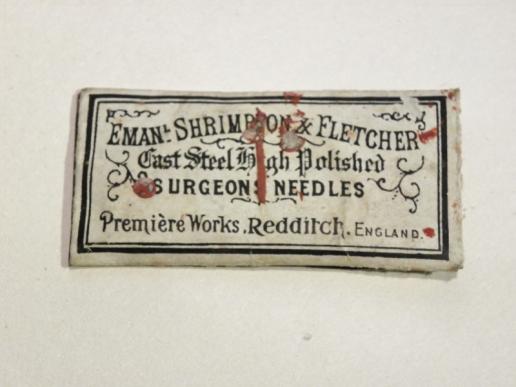 EMANL SHRIMPTON & FLETCHER
Cast Steel High Polished
SURGEONS NEEDLES
Première Works. Redditch. ENGLAND.